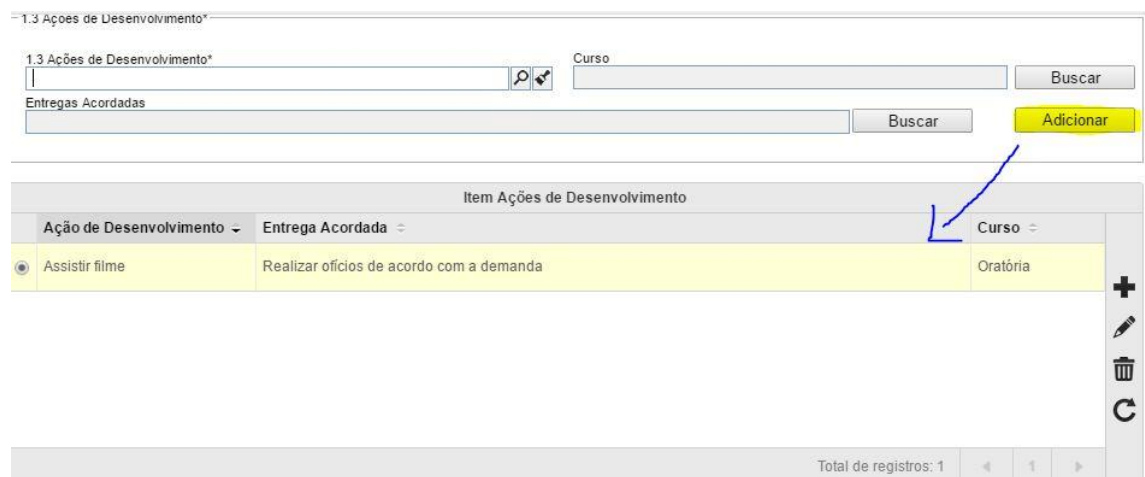 1.3 Ações de Desenvolvimento*
1.3 Ações de Desenvolvimento* Curso
Buscar
Entregas Acordadas
Buscar Adicionar
Item Ações de Desenvolvimento
Ação de Desenvolvimento Entrega Acordada Curso
Assistir filme Realizar ofícios de acordo com a demanda Oratória
Total de registros: 1 1